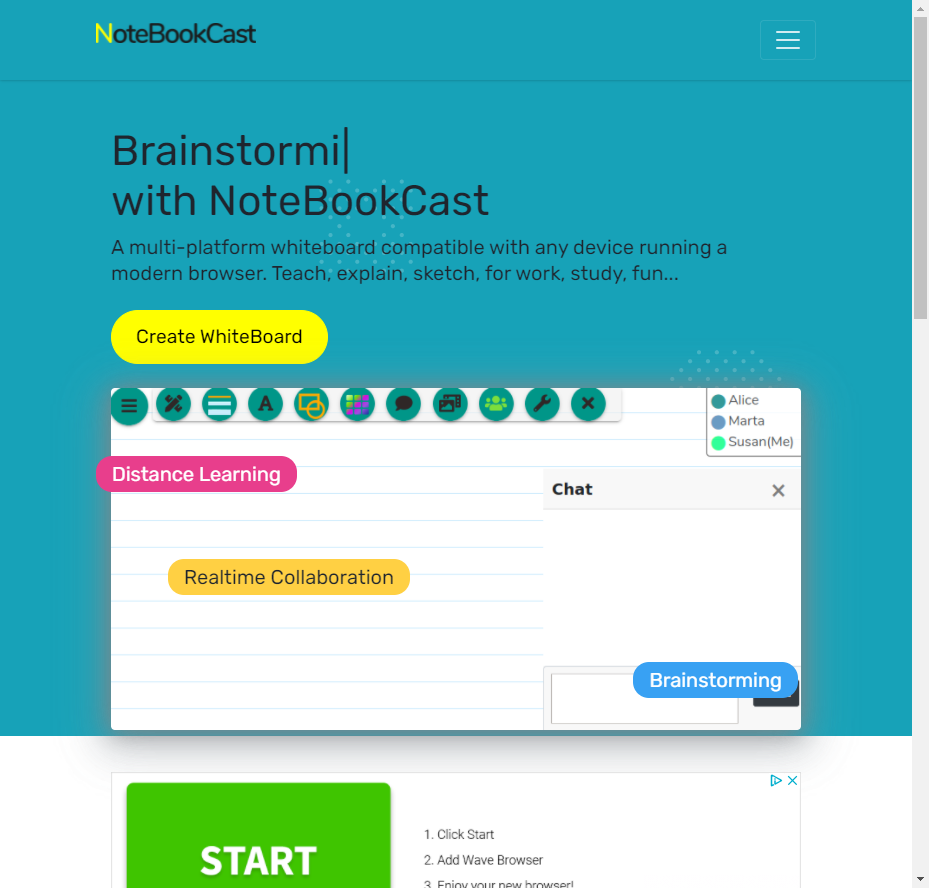 NoteBookCast
Brainstormi|
with NoteBookCast
A multi-platform whiteboard compatible with any device running a
modern browser. Teach, explain, sketch, for work, study, fun...
Create WhiteBoard
A
Alice
Marta
Susan(Me)
Distance Learning
Chat
Realtime Collaboration
Brainstorming
START
1. Click Start
2. Add Wave Browser
3. Enjoy your new browser!